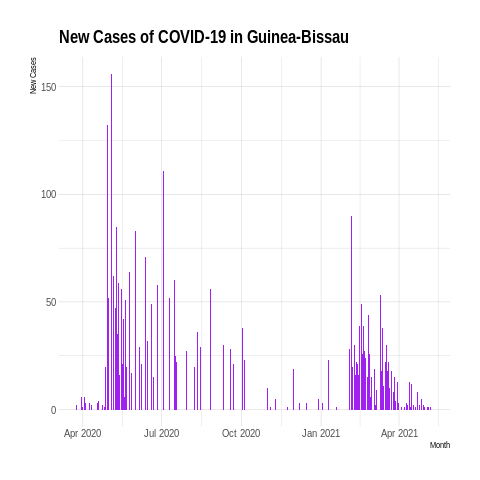 New Cases of COVID-19 in Guinea-Bissau
New Cases
150
100
50
0
Apr 2020 Jul 2020 Oct 2020 Jan 2021 Apr 2021
Month